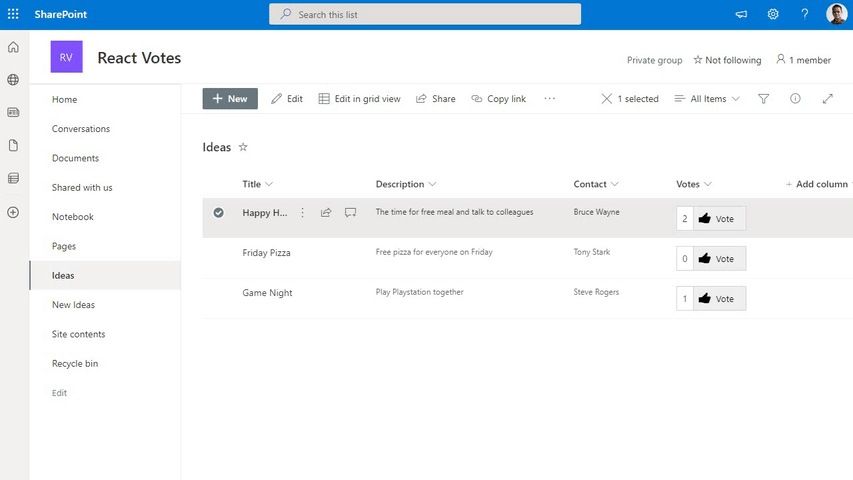 SharePoint
Search this list
?
RV
React Votes
Private group
Not following
1 member
Home
Conversations
Documents
Shared with us
Notebook
Pages
Ideas
New Ideas
Site contents
Recycle bin
Edit
+ New
Edit
Edit in grid view
Share
Copy link
...
1 selected
All Items
Ideas
Title
Description
Contact
Votes
+ Add column
Happy H...
The time for free meal and talk to colleagues
Bruce Wayne
2
Vote
Friday Pizza
Free pizza for everyone on Friday
Tony Stark
0
Vote
Game Night
Play Playstation together
Steve Rogers
1
Vote